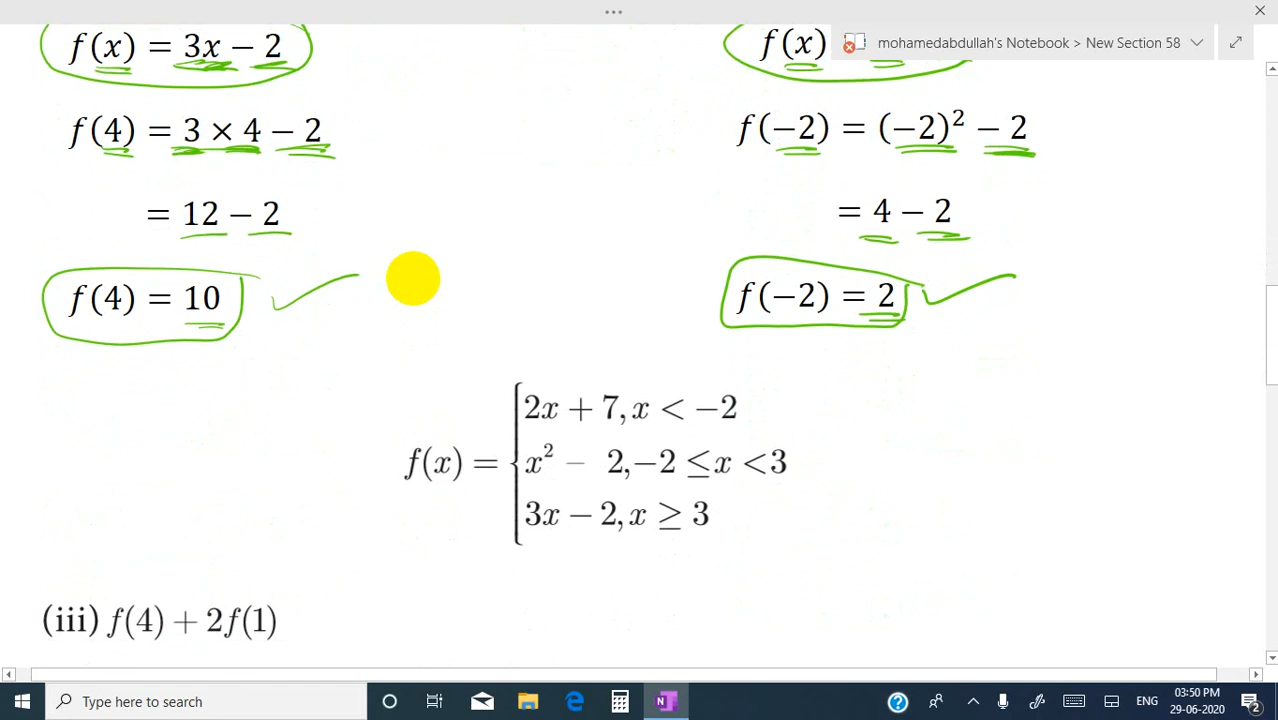 mohamedabdullah's Notebook > New Section 58
f(x) = 3x − 2
f(4) = 3 × 4 − 2
= 12 − 2
f(4) = 10
f(x)
f(−2) = (−2)² − 2
= 4 − 2
f(−2) = 2
f(x) = {2x + 7, x < −2
x² − 2, −2 ≤ x < 3
3x − 2, x ≥ 3
(iii) f(4) + 2f(1)
Type here to search
ENG
03:50 PM
29-06-2020
2